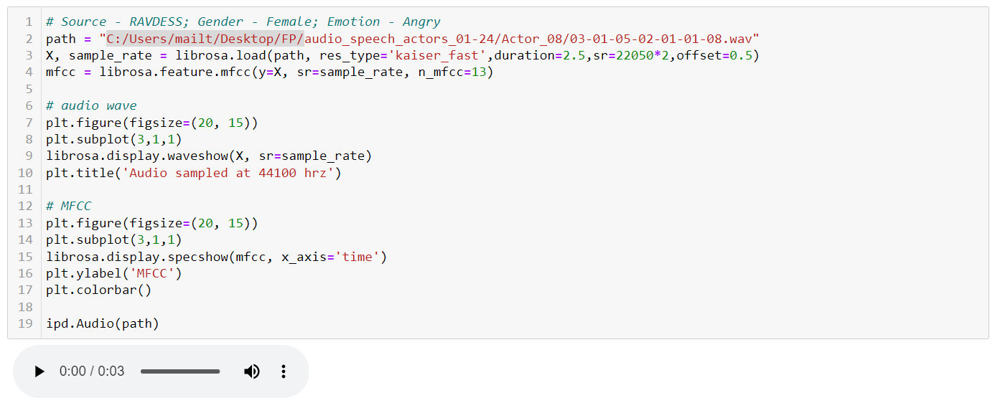 1 # Source - RAVDESS; Gender - Female; Emotion - Angry
2 path = "C:/Users/mailt/Desktop/FP/audio_speech_actors_01-24/Actor_08/03-01-05-02-01-01-08.wav"
3 X, sample_rate = librosa.load(path, res_type='kaiser_fast',duration=2.5,sr=22050*2,offset=0.5)
4 mfcc = librosa.feature.mfcc(y=X, sr=sample_rate, n_mfcc=13)
5
6 # audio wave
7 plt.figure(figsize=(20, 15))
8 plt.subplot(3,1,1)
9 librosa.display.waveshow(X, sr=sample_rate)
10 plt.title('Audio sampled at 44100 hrz')
11
12 # MFCC
13 plt.figure(figsize=(20, 15))
14 plt.subplot(3,1,1)
15 librosa.display.specshow(mfcc, x_axis='time')
16 plt.ylabel('MFCC')
17 plt.colorbar()
18
19 ipd.Audio(path)
0:00 / 0:03